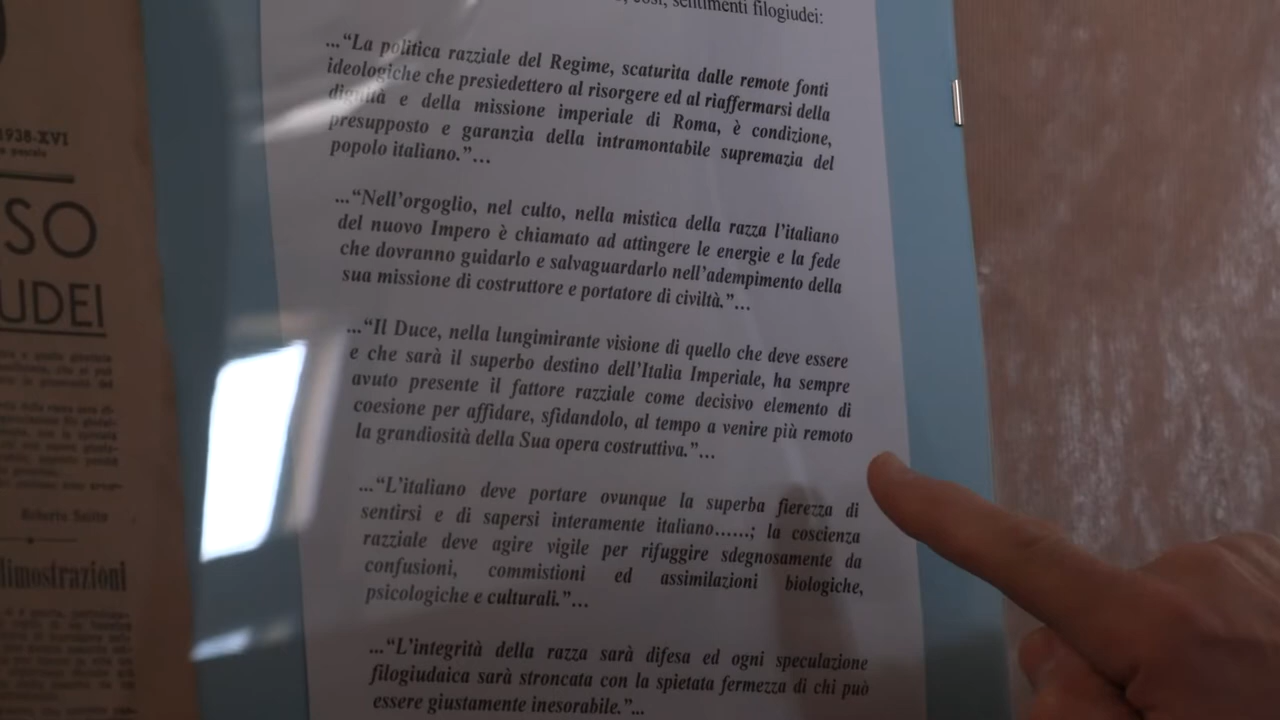 1938-XVI
SO
UDEI
Roberto Suita
dimostrazioni
così, sentimenti filogiudei:
...“La politica razziale del Regime, scaturita dalle remote fonti
ideologiche che presiedettero al risorgere ed al riaffermarsi della
dignità e della missione imperiale di Roma, è condizione,
presupposto e garanzia della intramontabile supremazia del
popolo italiano.”...
...“Nell’orgoglio, nel culto, nella mistica della razza l’italiano
del nuovo Impero è chiamato ad attingere le energie e la fede
che dovranno guidarlo e salvaguardarlo nell’adempimento della
sua missione di costruttore e portatore di civiltà.”...
...“Il Duce, nella lungimirante visione di quello che deve essere
e che sarà il superbo destino dell’Italia Imperiale, ha sempre
avuto presente il fattore razziale come decisivo elemento di
coesione per affidare, sfidandolo, al tempo a venire più remoto
la grandiosità della Sua opera costruttiva.”...
...“L’italiano deve portare ovunque la superba fierezza di
sentirsi e di sapersi interamente italiano......; la coscienza
razziale deve agire vigile per rifuggire sdegnosamente da
confusioni, commistioni ed assimilazioni biologiche,
psicologiche e culturali.”...
...“L’integrità della razza sarà difesa ed ogni speculazione
filogiudaica sarà stroncata con la spietata fermezza di chi può
essere giustamente inesorabile.”...